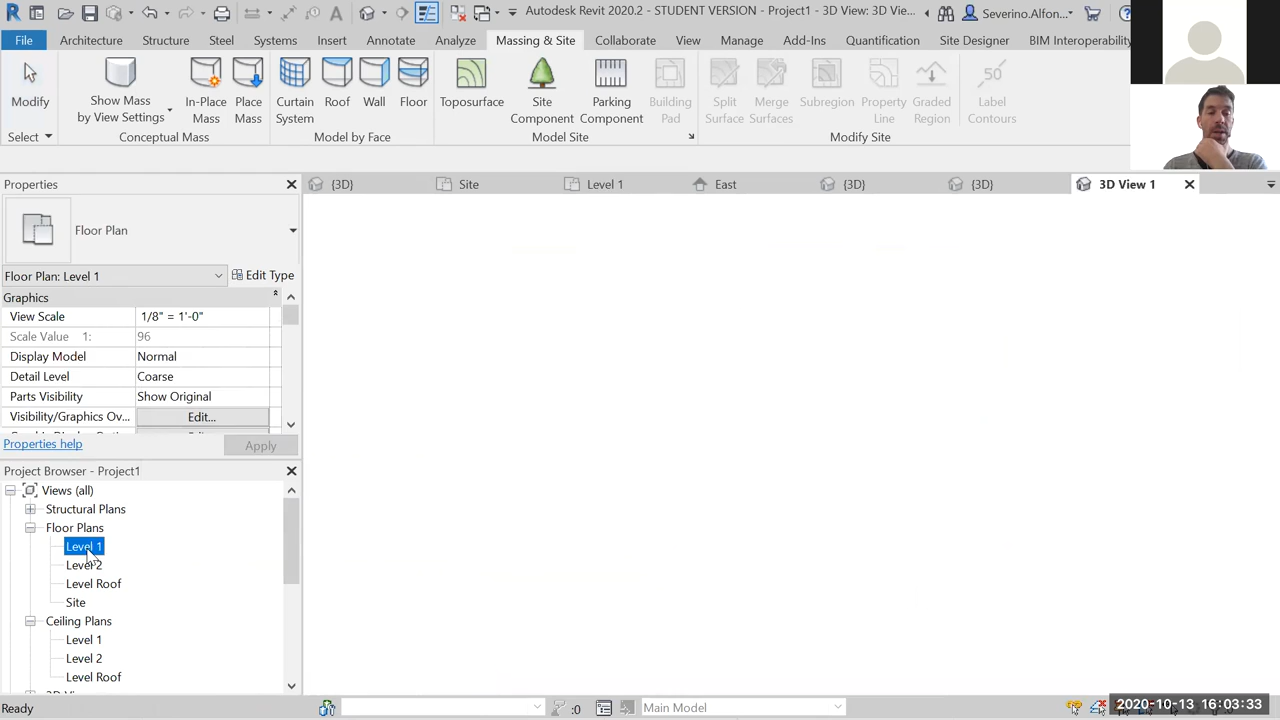 Autodesk Revit 2020.2 - STUDENT VERSION - Project1 - 3D View: 3D Vie...
Severino.Alfon...
File
Architecture
Structure
Steel
Systems
Insert
Annotate
Analyze
Massing & Site
Collaborate
View
Manage
Add-Ins
Quantification
Site Designer
BIM Interoperability
Modify
Show Mass
by View Settings
In-Place
Mass
Place
Mass
Curtain
System
Roof
Wall
Floor
Toposurface
Site
Component
Parking
Component
Building
Pad
Split
Surface
Merge
Surfaces
Subregion
Property
Line
Graded
Region
50
Label
Contours
Select
Conceptual Mass
Model by Face
Model Site
Modify Site
Properties
{3D}
Site
Level 1
East
{3D}
{3D}
3D View 1
Floor Plan
Floor Plan: Level 1
Edit Type
Graphics
View Scale 1/8" = 1'-0"
Scale Value 1: 96
Display Model Normal
Detail Level Coarse
Parts Visibility Show Original
Visibility/Graphics Ov... Edit...
Properties help
Apply
Project Browser - Project1
Views (all)
Structural Plans
Floor Plans
Level 1
Level 2
Level Roof
Site
Ceiling Plans
Level 1
Level 2
Level Roof
Ready
:0
Main Model
2020-10-13 16:03:33